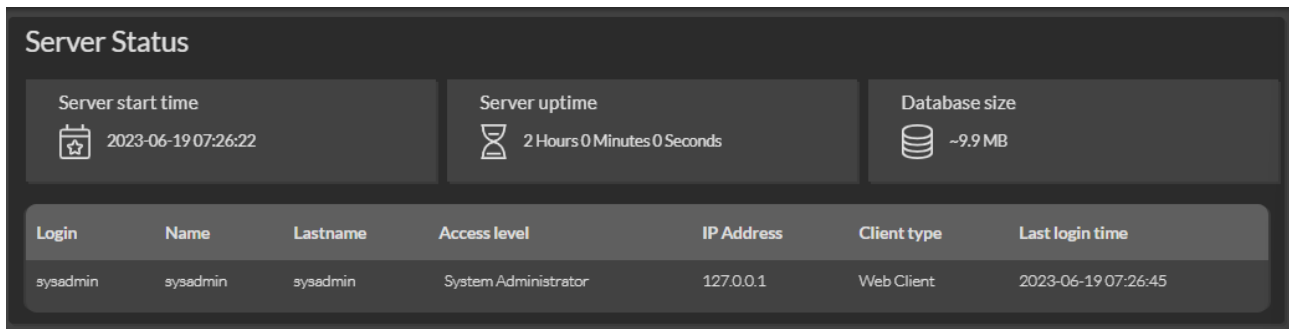 Server Status
Server start time
2023-06-19 07:26:22
Server uptime
2 Hours 0 Minutes 0 Seconds
Database size
~9.9 MB
Login Name Lastname Access level IP Address Client type Last login time
sysadmin sysadmin sysadmin System Administrator 127.0.0.1 Web Client 2023-06-19 07:26:45